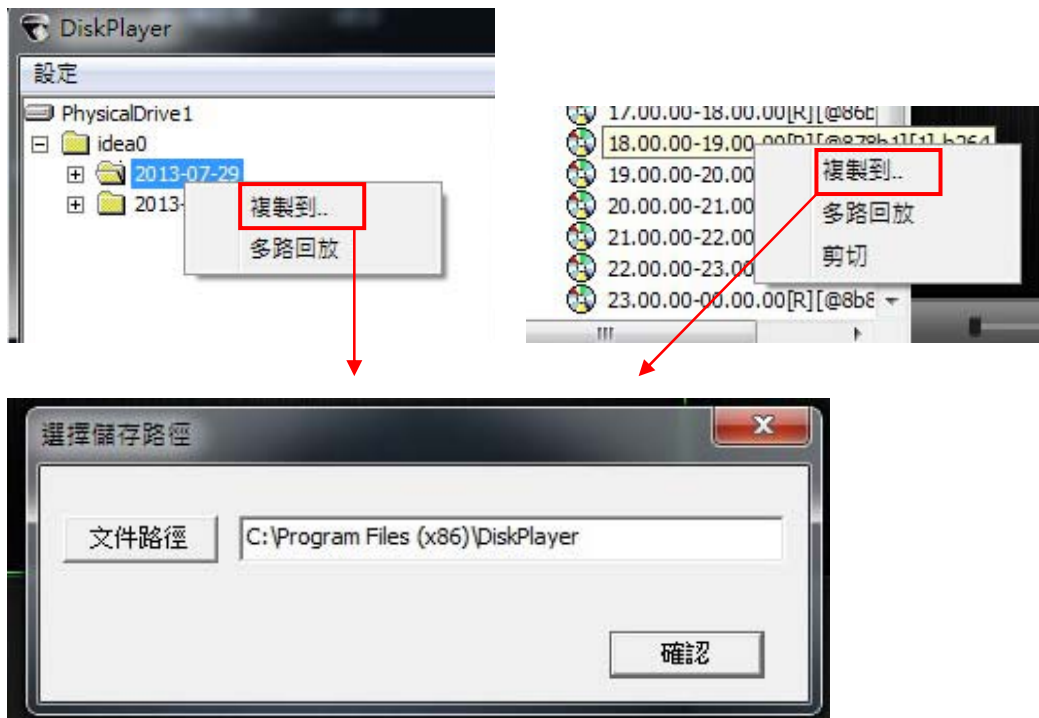 DiskPlayer
設定
PhysicalDrive1
idea0
2013-07-29
2013-
複製到..
多路回放
17.00.00-18.00.00[R][@86b
18.00.00-19.00.00[R][@878b1][1].h264
19.00.00-20.00
20.00.00-21.00
21.00.00-22.00
22.00.00-23.00
23.00.00-00.00.00[R][@8b8
複製到..
多路回放
剪切
選擇儲存路徑
文件路徑 C:\Program Files (x86)\DiskPlayer
確認